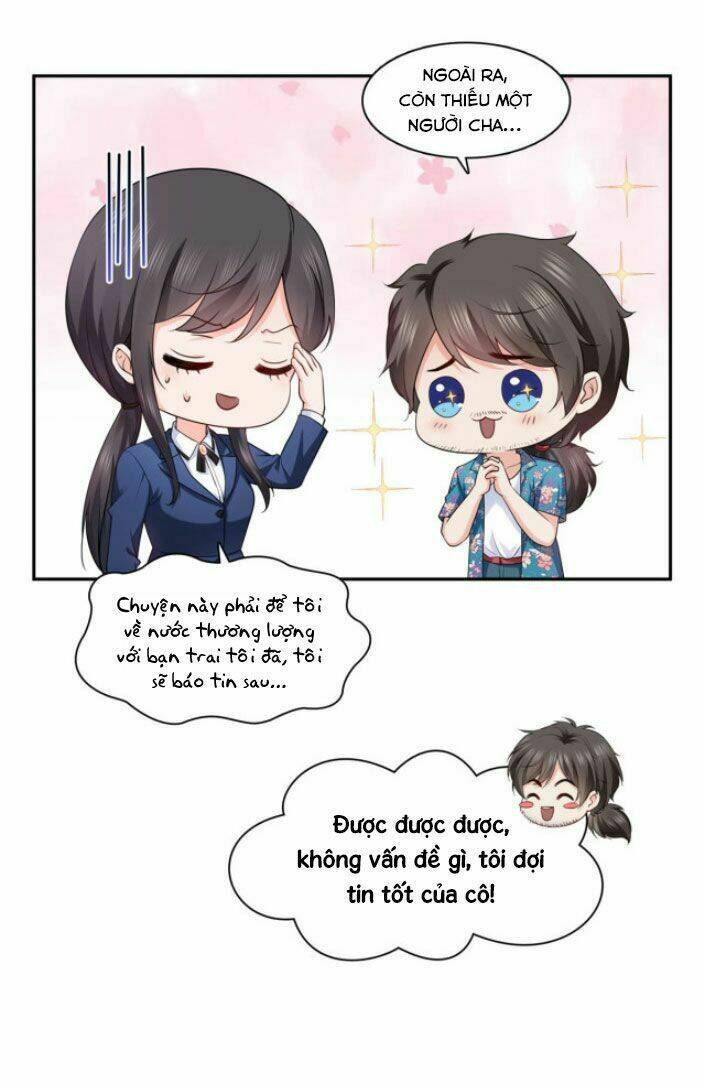 NGOÀI RA,
CÒN THIẾU MỘT
NGƯỜI CHA...
Chuyện này phải để tôi
về nước thương lượng
với bạn trai tôi đã, tôi
sẽ báo tin sau...
Được được được,
không vấn đề gì, tôi đợi
tin tốt của cô!